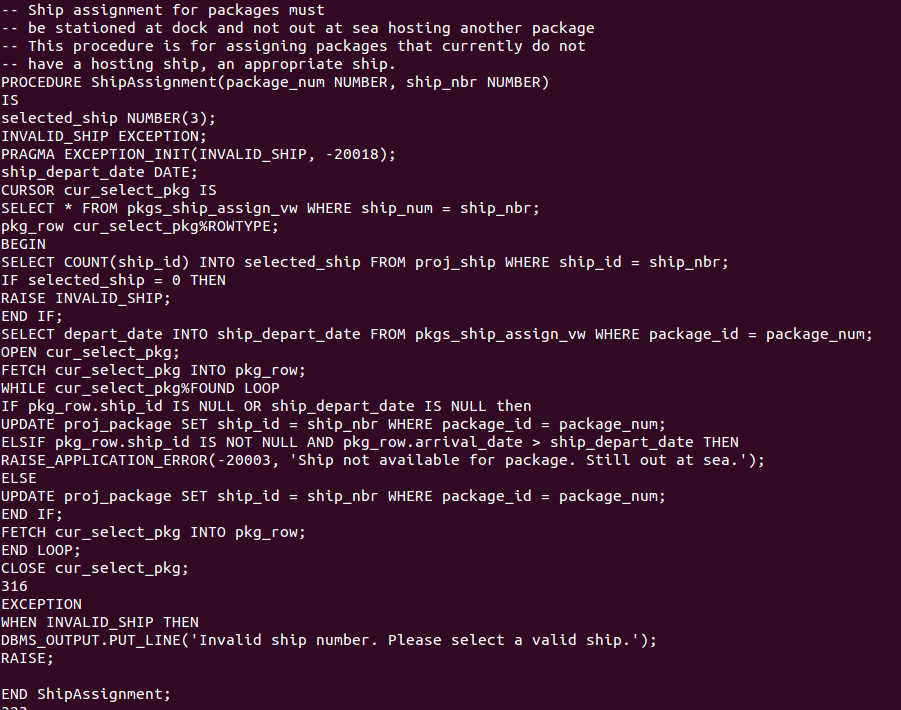 -- Ship assignment for packages must
-- be stationed at dock and not out at sea hosting another package
-- This procedure is for assigning packages that currently do not
-- have a hosting ship, an appropriate ship.
PROCEDURE ShipAssignment(package_num NUMBER, ship_nbr NUMBER)
IS
selected_ship NUMBER(3);
INVALID_SHIP EXCEPTION;
PRAGMA EXCEPTION_INIT(INVALID_SHIP, -20018);
ship_depart_date DATE;
CURSOR cur_select_pkg IS
SELECT * FROM pkgs_ship_assign_vw WHERE ship_num = ship_nbr;
pkg_row cur_select_pkg%ROWTYPE;
BEGIN
SELECT COUNT(ship_id) INTO selected_ship FROM proj_ship WHERE ship_id = ship_nbr;
IF selected_ship = 0 THEN
RAISE INVALID_SHIP;
END IF;
SELECT depart_date INTO ship_depart_date FROM pkgs_ship_assign_vw WHERE package_id = package_num;
OPEN cur_select_pkg;
FETCH cur_select_pkg INTO pkg_row;
WHILE cur_select_pkg%FOUND LOOP
IF pkg_row.ship_id IS NULL OR ship_depart_date IS NULL then
UPDATE proj_package SET ship_id = ship_nbr WHERE package_id = package_num;
ELSIF pkg_row.ship_id IS NOT NULL AND pkg_row.arrival_date > ship_depart_date THEN
RAISE_APPLICATION_ERROR(-20003, 'Ship not available for package. Still out at sea.');
ELSE
UPDATE proj_package SET ship_id = ship_nbr WHERE package_id = package_num;
END IF;
FETCH cur_select_pkg INTO pkg_row;
END LOOP;
CLOSE cur_select_pkg;
316
EXCEPTION
WHEN INVALID_SHIP THEN
DBMS_OUTPUT.PUT_LINE('Invalid ship number. Please select a valid ship.');
RAISE;
END ShipAssignment;